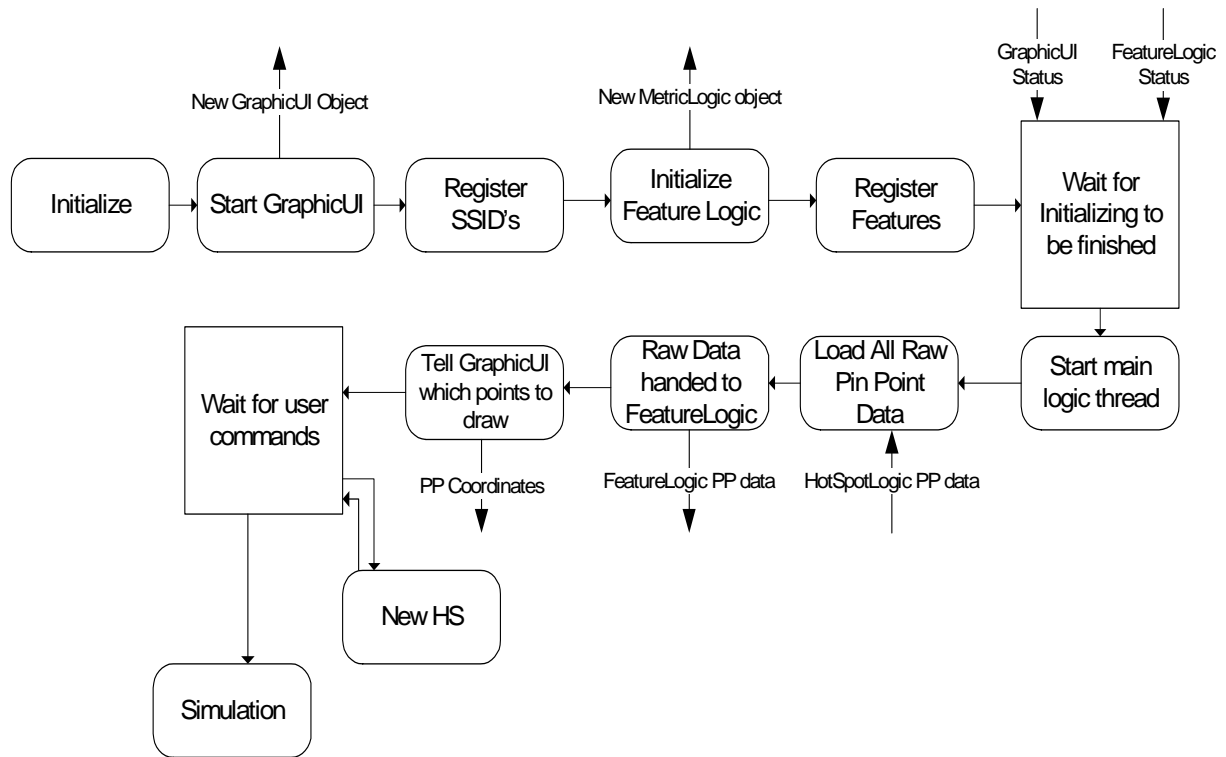 GraphicUI
Status
FeatureLogic
Status
New GraphicUI Object
New MetricLogic object
Initialize
Start GraphicUI
Register
SSID's
Initialize
Feature Logic
Register
Features
Wait for
Initializing to
be finished
Wait for user
commands
Tell GraphicUI
which points to
draw
Raw Data
handed to
FeatureLogic
Load All Raw
Pin Point
Data
Start main
logic thread
PP Coordinates
FeatureLogic PP data
HotSpotLogic PP data
New HS
Simulation